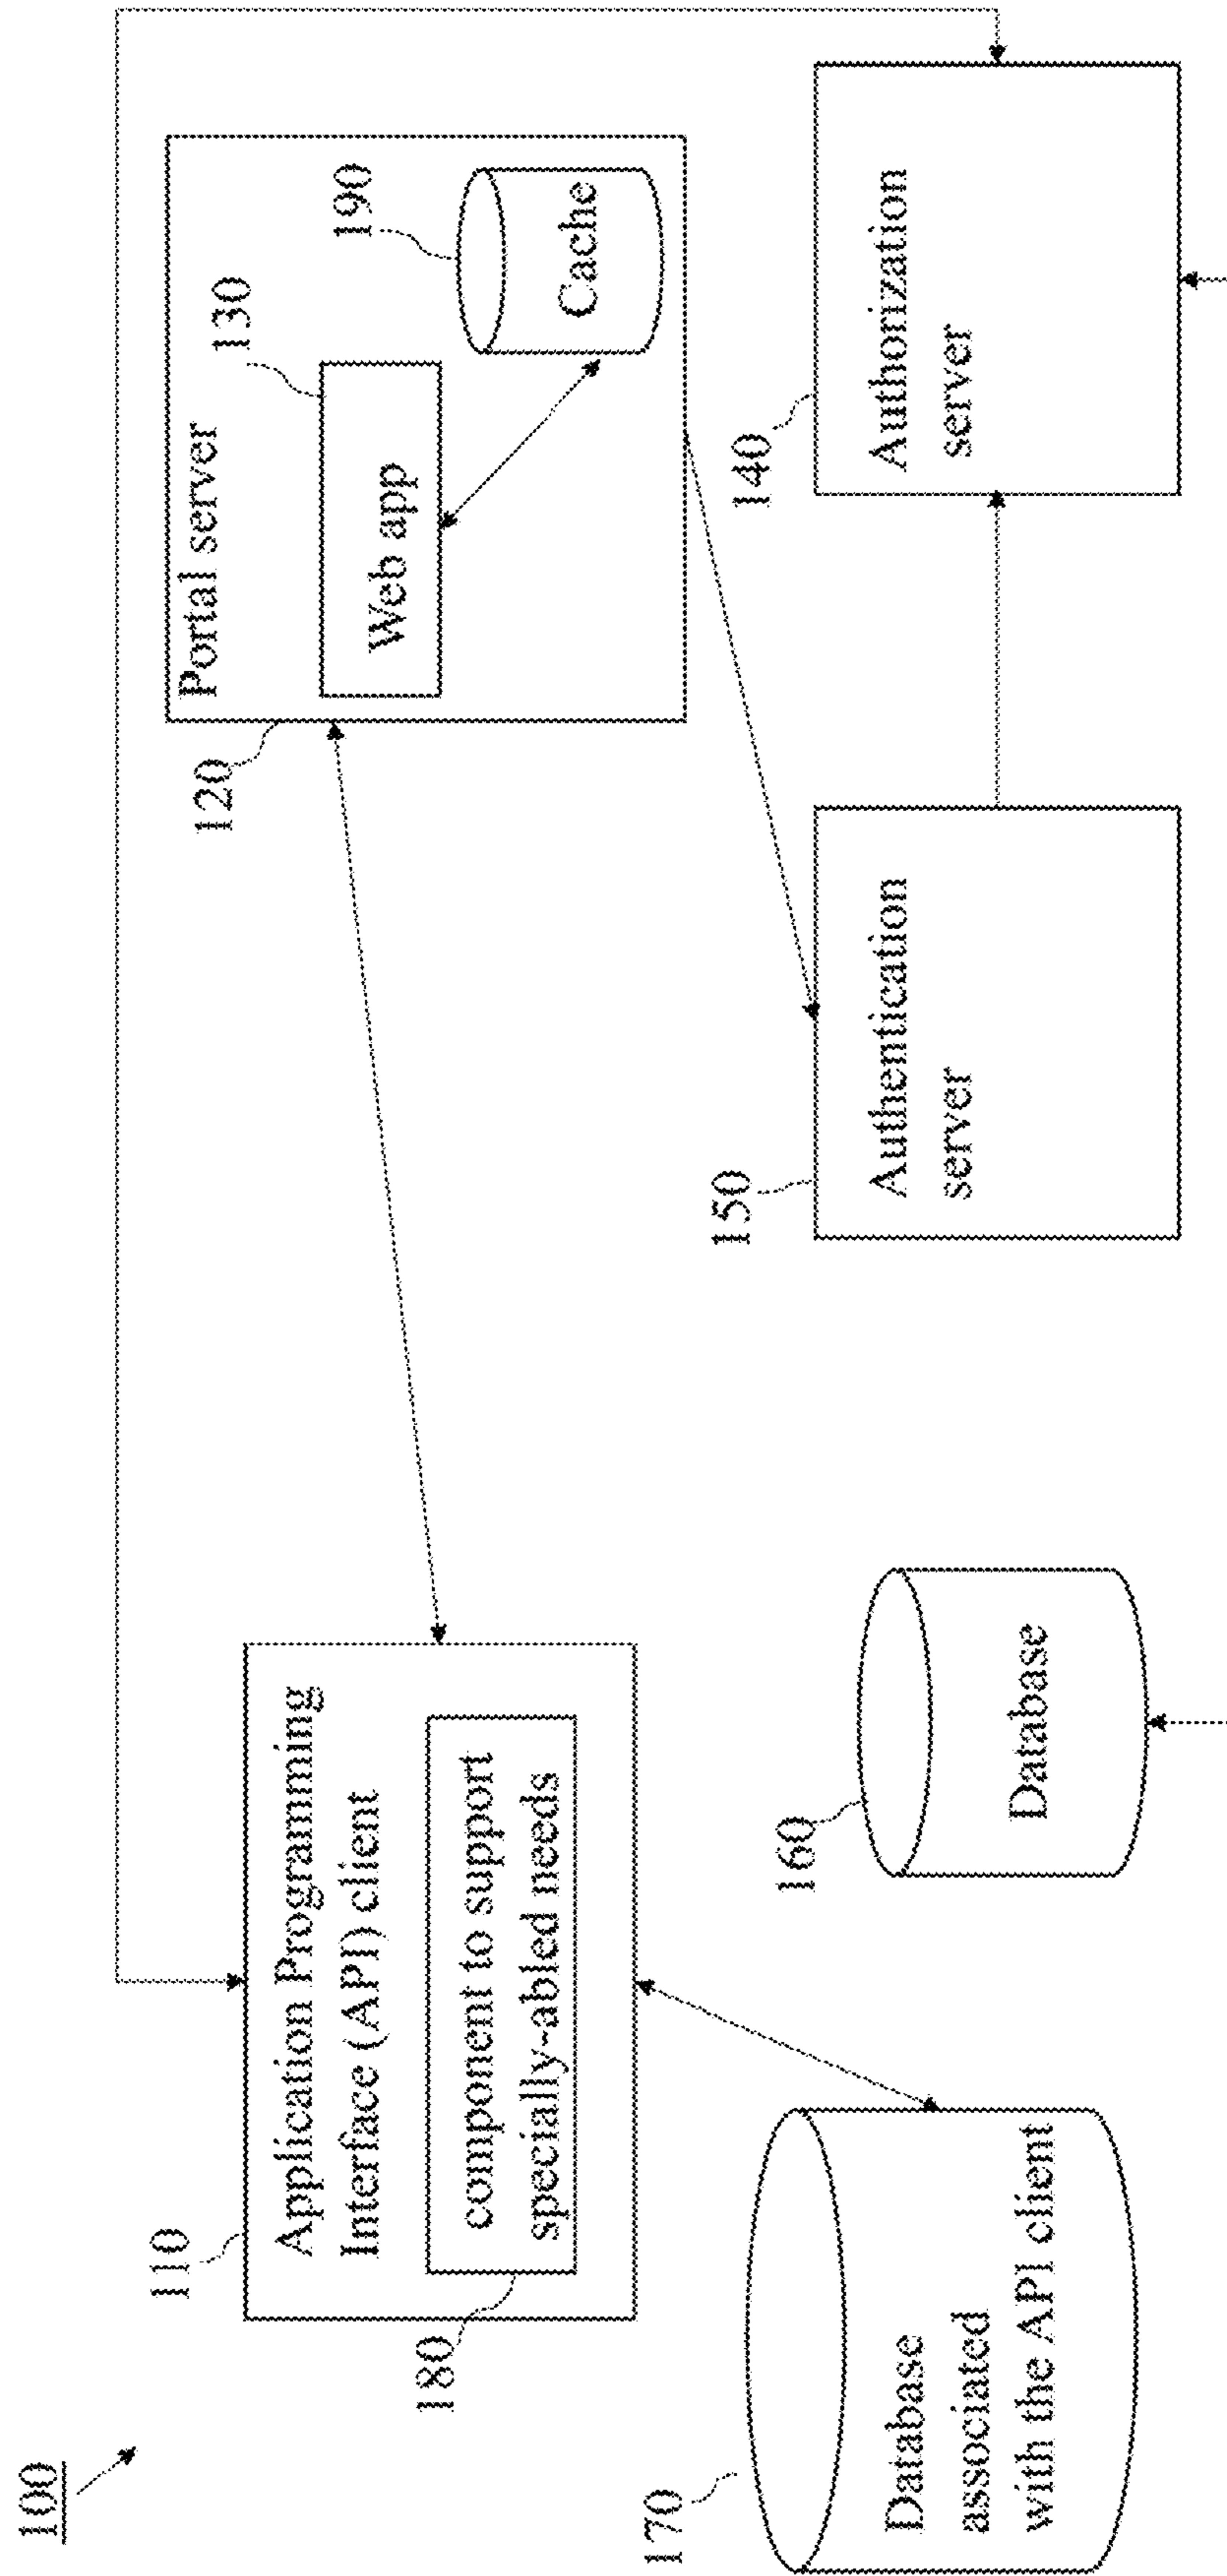 100
110
Application Programming
Interface (API) client
180
component to support
specially-abled needs
120
Portal server
130
Web app
190
Cache
170
Database
associated
with the API client
160
Database
150
Authentication
server
140
Authorization
server